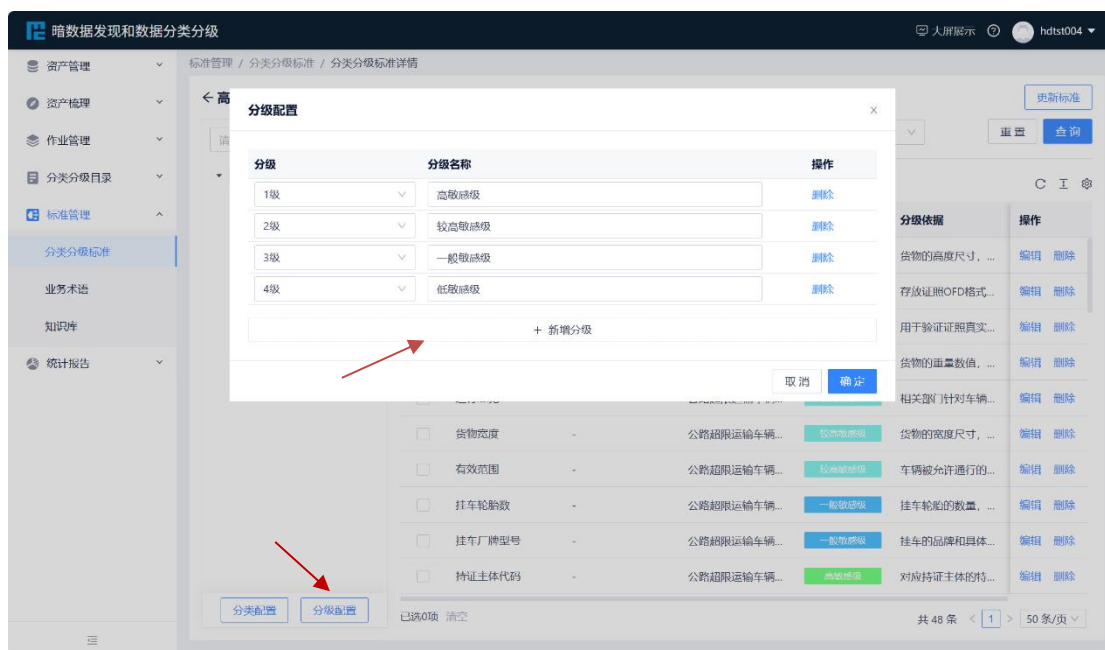 暗数据发现和数据分类分级
大屏展示 hdtst004
资产管理
资产梳理
作业管理
分类分级目录
标准管理
分类分级标准
业务术语
知识库
统计报告
标准管理 / 分类分级标准 / 分类分级标准详情
高
更新标准
请
重置 查询
分级配置
分级 分级名称 操作
1级 高敏感级 删除
2级 较高敏感级 删除
3级 一般敏感级 删除
4级 低敏感级 删除
+ 新增分级
取消 确定
分级依据 操作
货物的高度尺寸，... 编辑 删除
存放证照OFD格式... 编辑 删除
用于验证证照真实... 编辑 删除
货物的重量数值，... 编辑 删除
相关部门针对车辆... 编辑 删除
货物宽度 - 公路超限运输车辆... 较高敏感级 货物的宽度尺寸，... 编辑 删除
有效范围 - 公路超限运输车辆... 较高敏感级 车辆被允许通行的... 编辑 删除
挂车轮胎数 - 公路超限运输车辆... 一般敏感级 挂车轮胎的数量，... 编辑 删除
挂车厂牌型号 - 公路超限运输车辆... 一般敏感级 挂车的品牌和具体... 编辑 删除
持证主体代码 - 公路超限运输车辆... 高敏感级 对应持证主体的特... 编辑 删除
分类配置 分级配置
已选0项 清空
共 48 条 < 1 > 50 条/页